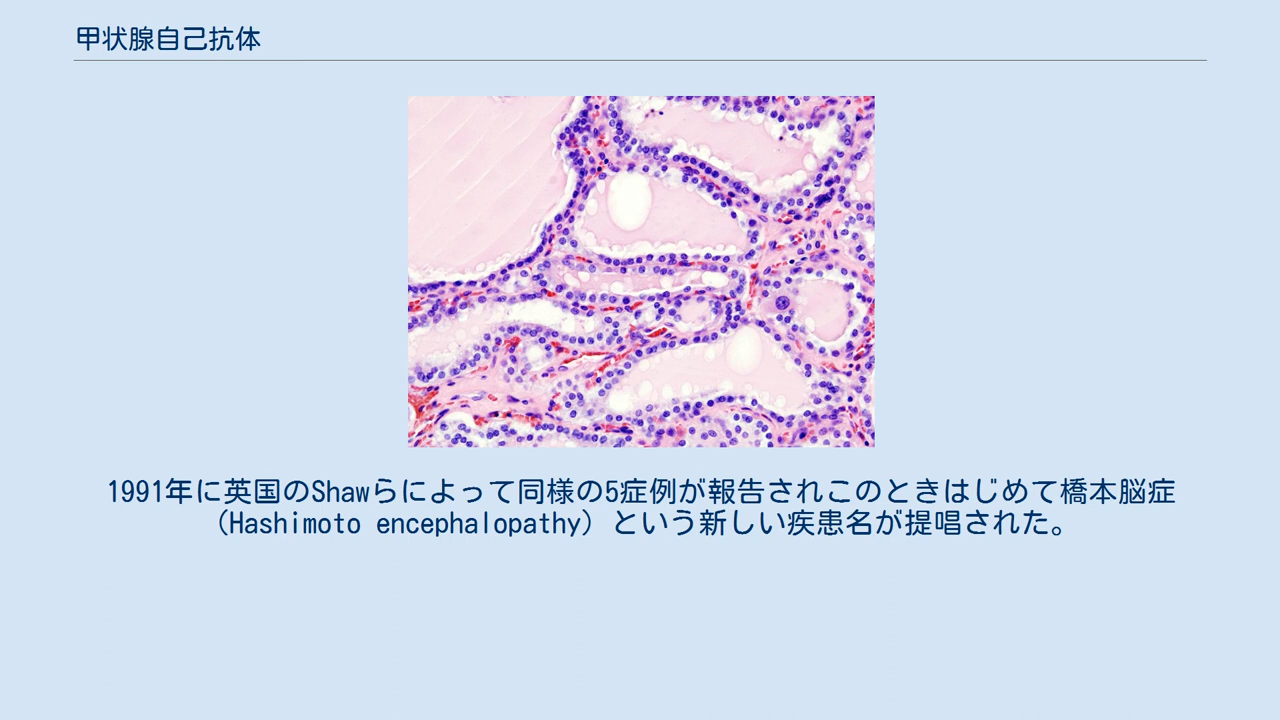 甲状腺自己抗体
1991年に英国のShawらによって同様の5症例が報告されこのときはじめて橋本脳症
（Hashimoto encephalopathy）という新しい疾患名が提唱された。